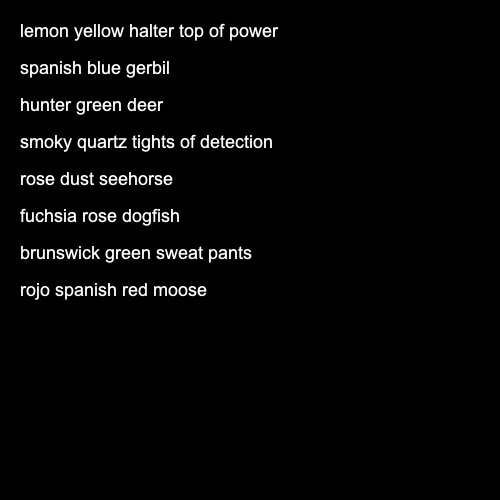 lemon yellow halter top of power
spanish blue gerbil
hunter green deer
smoky quartz tights of detection
rose dust seehorse
fuchsia rose dogfish
brunswick green sweat pants
rojo spanish red moose